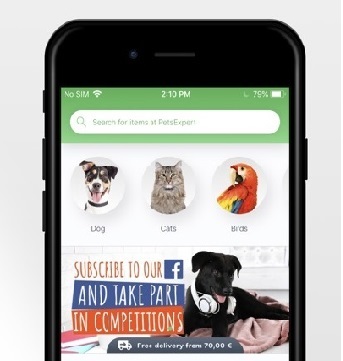 No SIM 2:10 PM 79%
Search for items at PetsExpert
Dog Cats Birds
SUBSCRIBE TO OUR f
AND TAKE PART
IN COMPETITIONS
Free delivery from 70,00 €